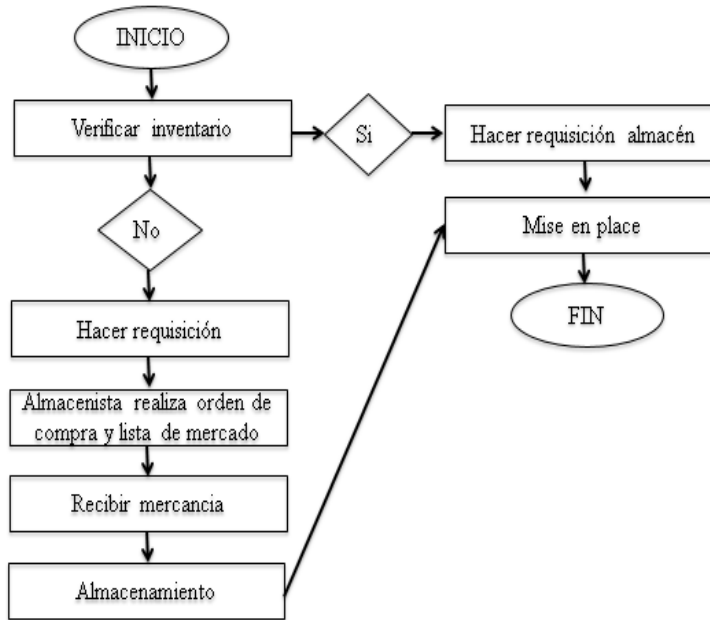 INICIO
Verificar inventario
Si
Hacer requisición almacén
No
Mise en place
Hacer requisición
FIN
Almacenista realiza orden de
compra y lista de mercado
Recibir mercancia
Almacenamiento